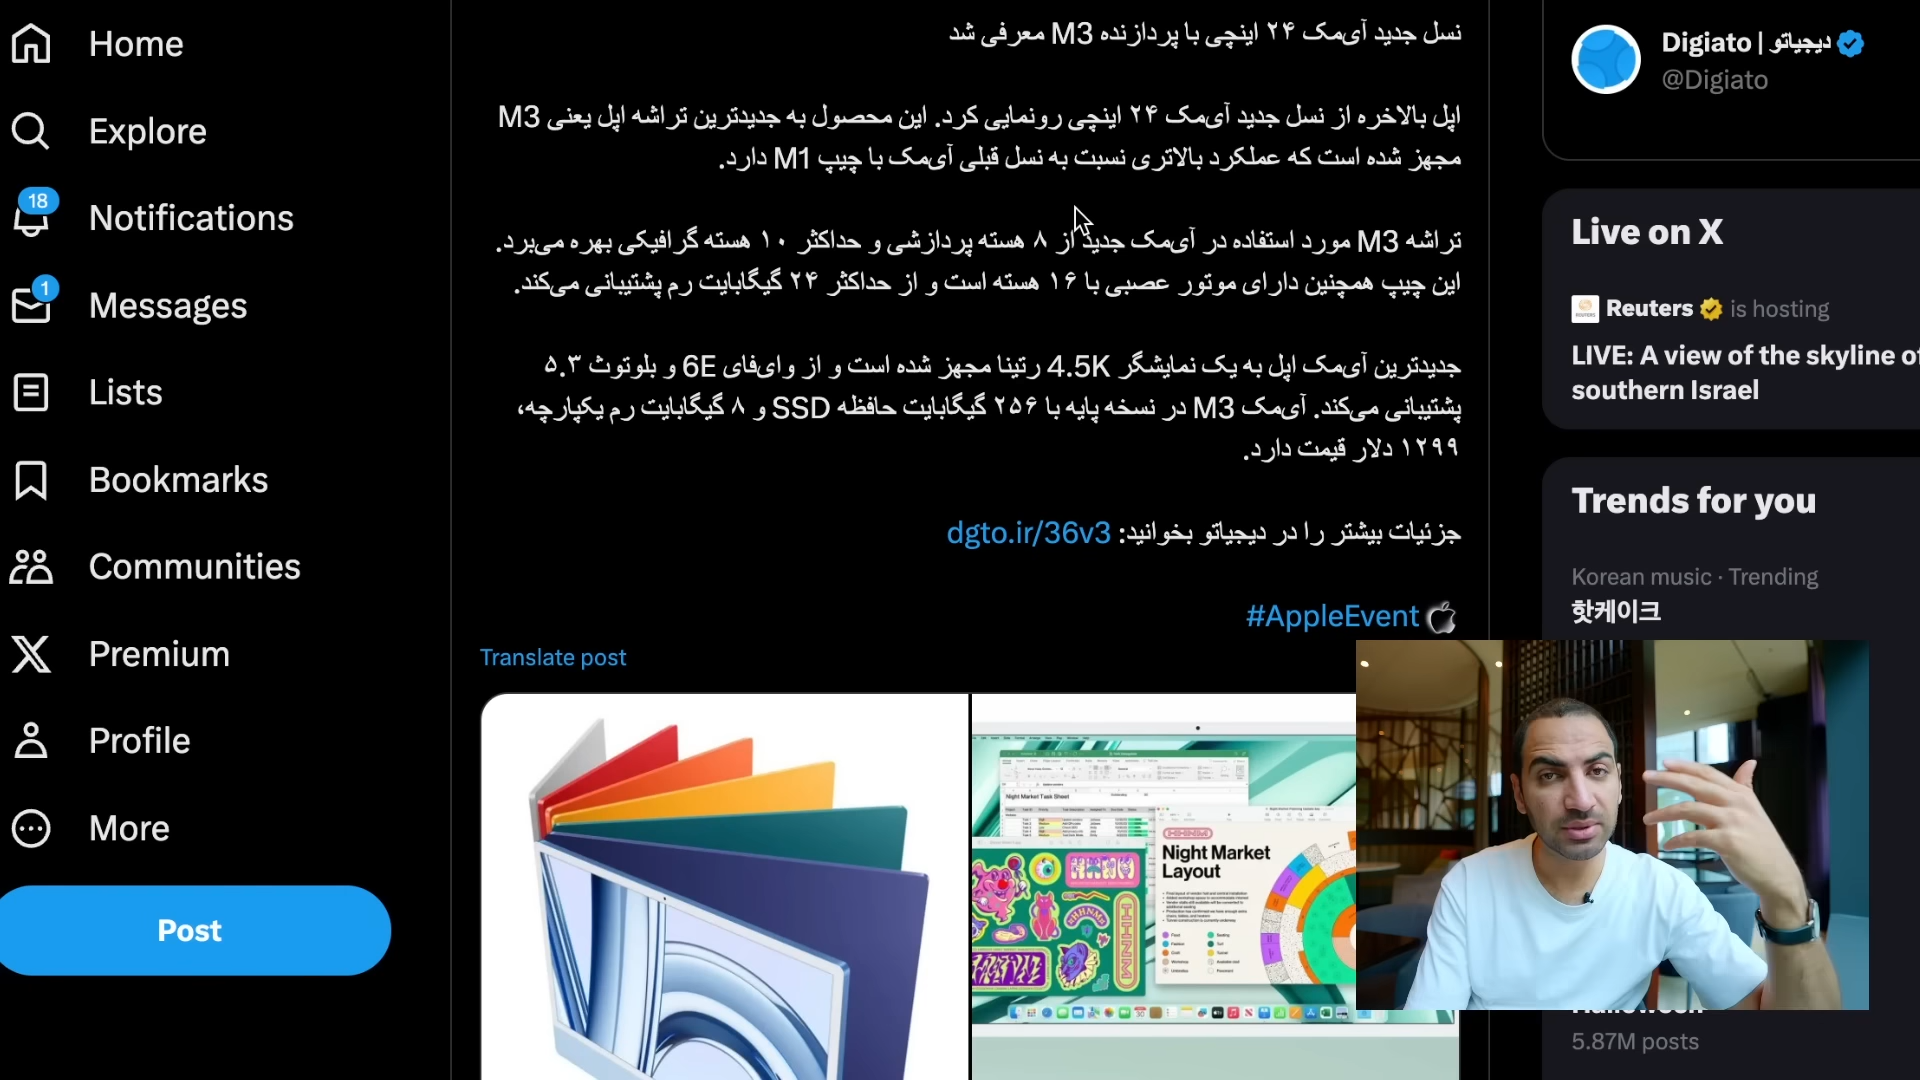 Home
Explore
18
Notifications
1
Messages
Lists
Bookmarks
Communities
Premium
Profile
More
Post
نسل جدید آی‌مک ۲۴ اینچی با پردازنده M3 معرفی شد
اپل بالاخره از نسل جدید آی‌مک ۲۴ اینچی رونمایی کرد. این محصول به جدیدترین تراشه اپل یعنی M3
مجهز شده است که عملکرد بالاتری نسبت به نسل قبلی آی‌مک با چیپ M1 دارد.
تراشه M3 مورد استفاده در آی‌مک جدید از ۸ هسته پردازشی و حداکثر ۱۰ هسته گرافیکی بهره می‌برد.
این چیپ همچنین دارای موتور عصبی با ۱۶ هسته است و از حداکثر ۲۴ گیگابایت رم پشتیبانی می‌کند.
جدیدترین آی‌مک اپل به یک نمایشگر 4.5K رتینا مجهز شده است و از وای‌فای 6E و بلوتوث ۵.۳
پشتیبانی می‌کند. آی‌مک M3 در نسخه پایه با ۲۵۶ گیگابایت حافظه SSD و ۸ گیگابایت رم یکپارچه،
۱۲۹۹ دلار قیمت دارد.
جزئیات بیشتر را در دیجیاتو بخوانید: dgto.ir/36v3
#AppleEvent
Translate post
Night Market Task Sheet
Night Market
Layout
Digiato | دیجیاتو
@Digiato
Live on X
Reuters is hosting
LIVE: A view of the skyline of
southern Israel
Trends for you
Korean music · Trending
핫케이크
Halloween
5.87M posts